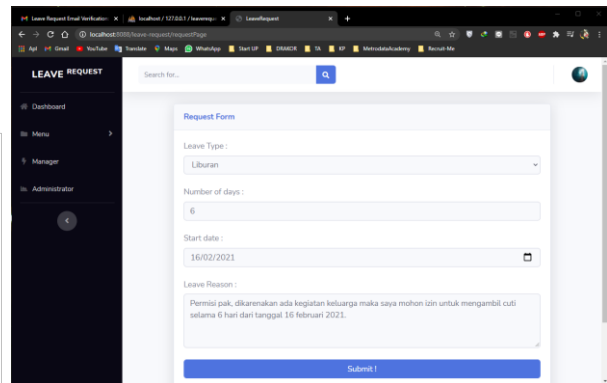 Leave Request Email Verification
localhost / 127.0.0.1 / leavereque
LeaveRequest
localhost:8088/leave-request/requestPage
Apl
Gmail
YouTube
Translate
Maps
WhatsApp
Start UP
DRAKOR
TA
KP
MetrodataAcademy
Recruit-Me
LEAVE REQUEST
Search for...
Dashboard
Menu
Manager
Administrator
Request Form
Leave Type :
Liburan
Number of days :
6
Start date :
16/02/2021
Leave Reason :
Permisi pak, dikarenakan ada kegiatan keluarga maka saya mohon izin untuk mengambil cuti
selama 6 hari dari tanggal 16 februari 2021.
Submit !